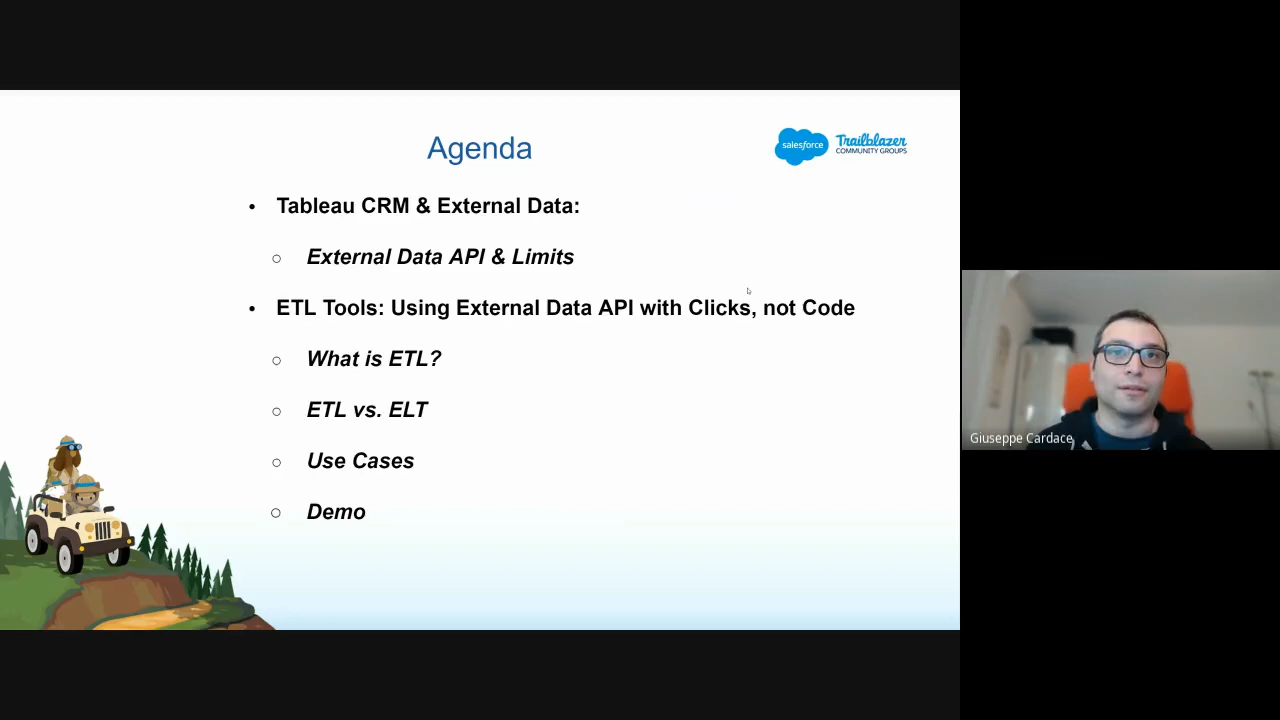 Agenda
salesforce
Trailblazer
COMMUNITY GROUPS
• Tableau CRM & External Data:
○ External Data API & Limits
• ETL Tools: Using External Data API with Clicks, not Code
○ What is ETL?
○ ETL vs. ELT
○ Use Cases
○ Demo
Giuseppe Cardace